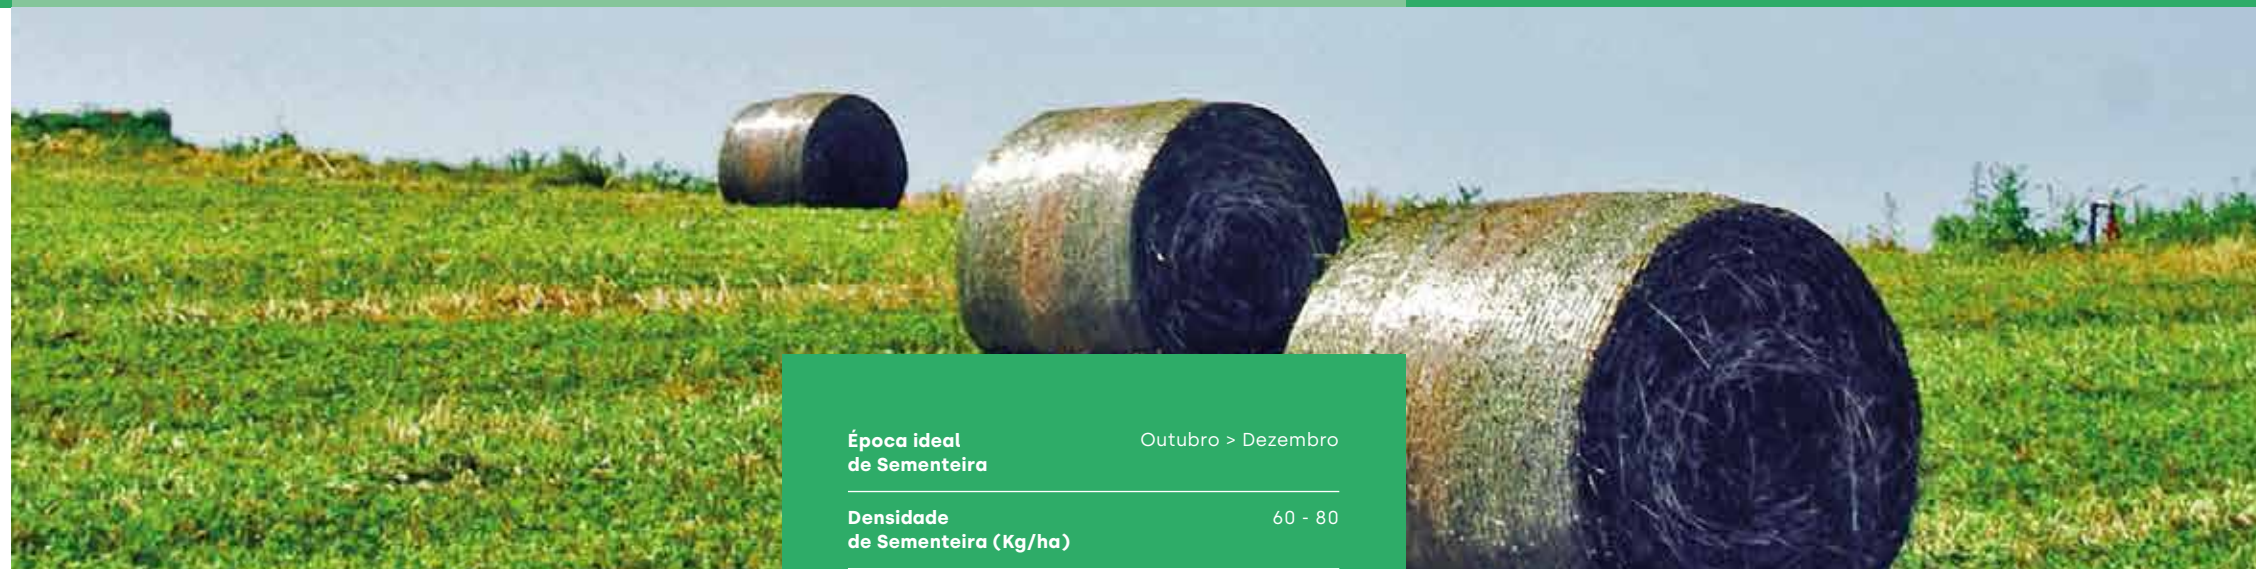 Época ideal
de Sementeira
Outubro > Dezembro
Densidade
de Sementeira (Kg/ha)
60 - 80